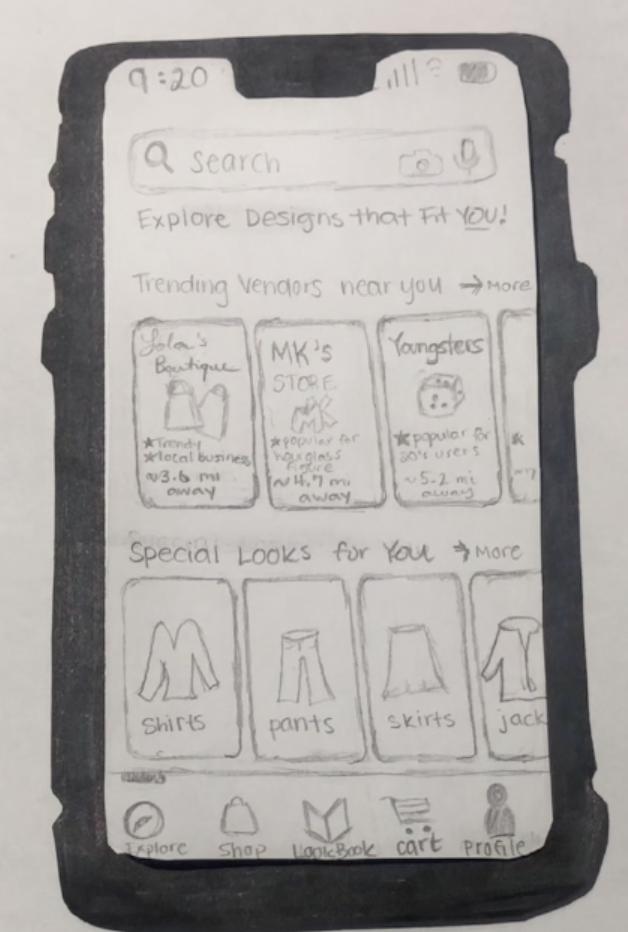 9:20
Search
Explore Designs that Fit YOU!
Trending Vendors near you → More
Lola's
Boutique
★Trendy
★local business
~3.6 mi
away
MK's
STORE
MK
★popular for
hourglass
figure
~4.7 mi
away
Youngsters
★popular for
20's users
~5.2 mi
away
Special Looks for You → More
Shirts
pants
skirts
jack
Explore
Shop
LookBook
cart
Profile